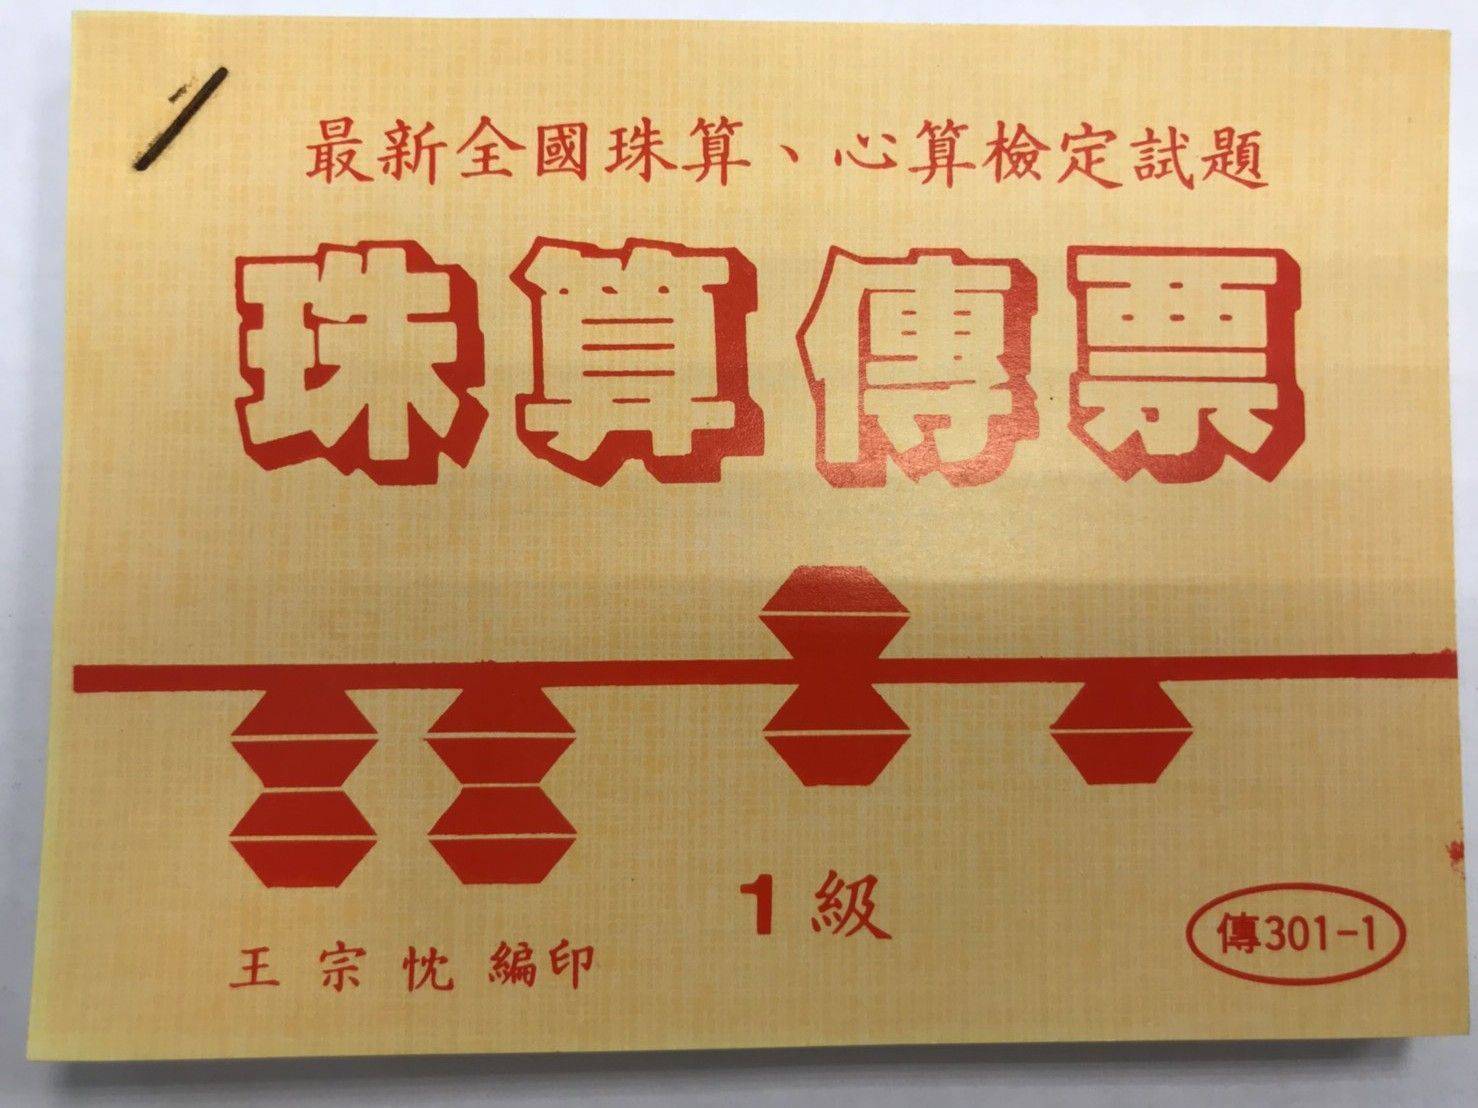 最新全國珠算、心算檢定試題
珠算傳票
1級
王宗忱編印
傳301-1